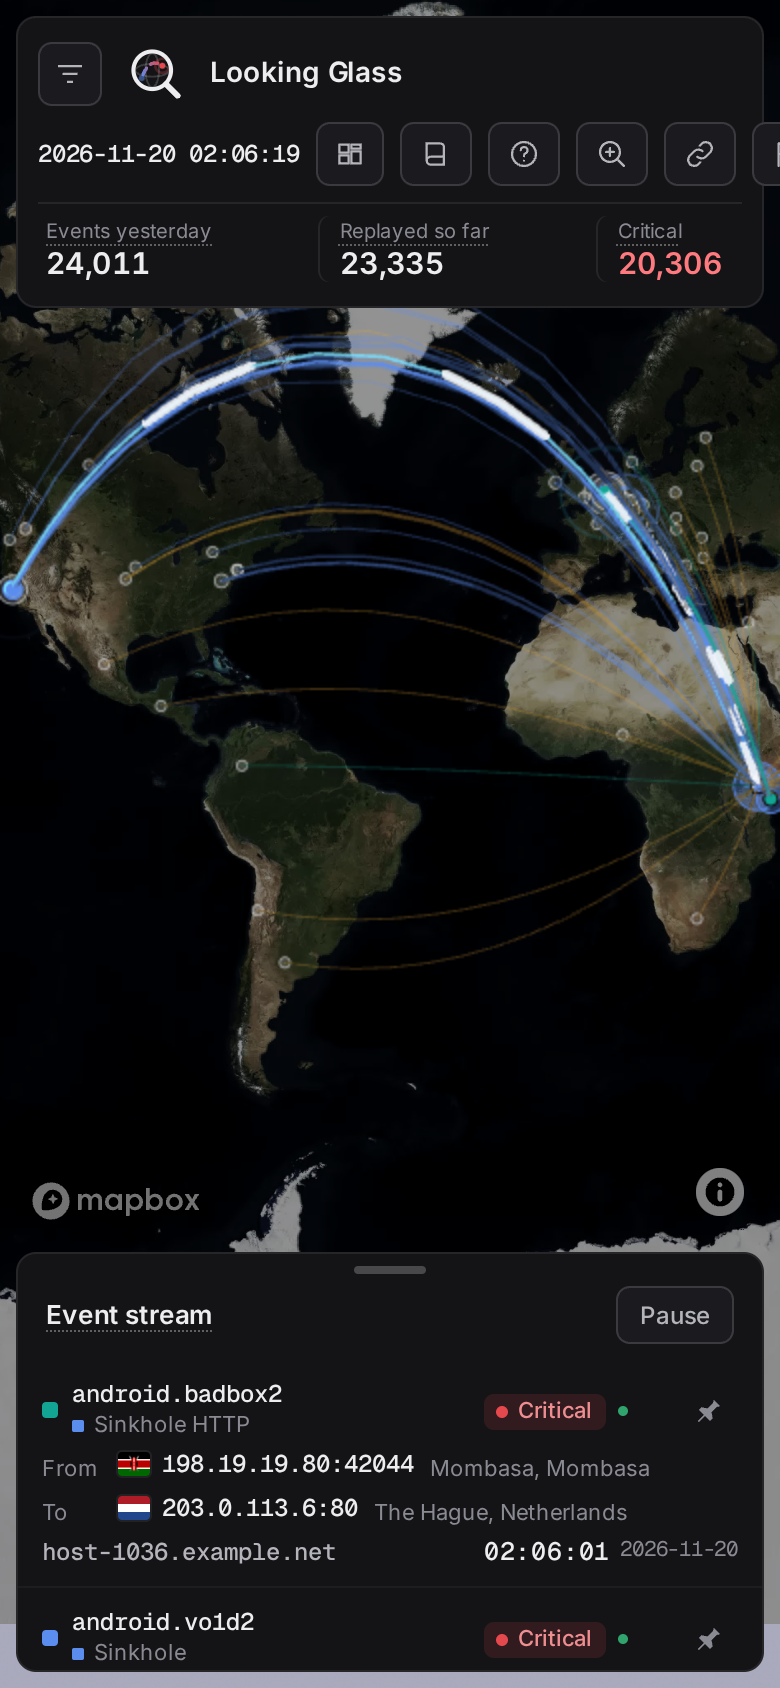 Looking Glass
2026-11-20 02:06:19
Events yesterday
24,011
Replayed so far
23,335
Critical
20,306
mapbox
Event stream
Pause
android.badbox2
Sinkhole HTTP
Critical
From 198.19.19.80:42044 Mombasa, Mombasa
To 203.0.113.6:80 The Hague, Netherlands
host-1036.example.net 02:06:01 2026-11-20
android.vo1d2
Sinkhole
Critical